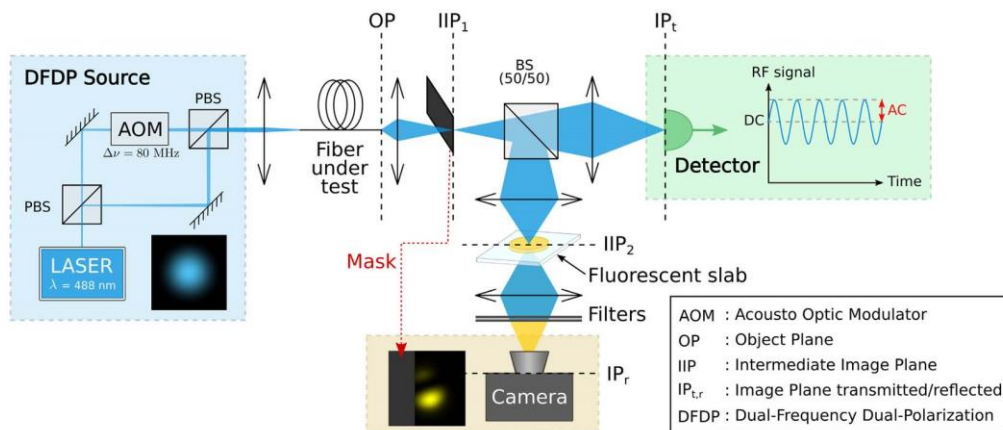 OP
IIP₁
IPₜ
DFDP Source
PBS
AOM
Δν = 80 MHz
PBS
LASER
λ = 488 nm
Fiber
under
test
BS
(50/50)
RF signal
DC
AC
Time
Detector
Mask
IIP₂
Fluorescent slab
Filters
IPᵣ
Camera
AOM : Acousto Optic Modulator
OP : Object Plane
IIP : Intermediate Image Plane
IPₜ,ᵣ : Image Plane transmitted/reflected
DFDP : Dual-Frequency Dual-Polarization